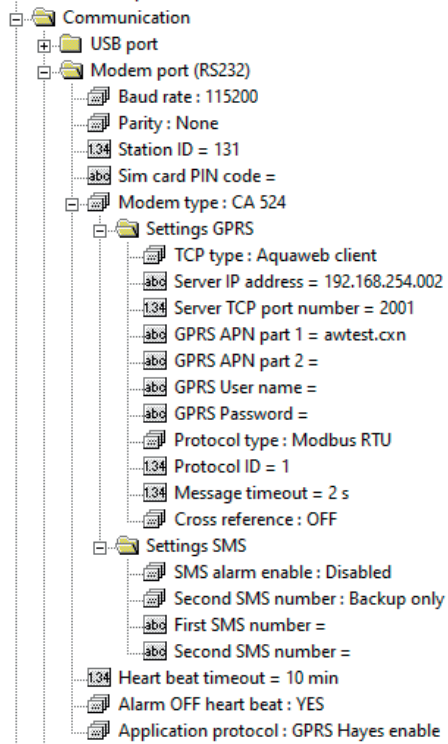 Communication
USB port
Modem port (RS232)
Baud rate : 115200
Parity : None
1.34 Station ID = 131
abc Sim card PIN code =
Modem type : CA 524
Settings GPRS
TCP type : Aquaweb client
abc Server IP address = 192.168.254.002
1.34 Server TCP port number = 2001
abc GPRS APN part 1 = awtest.cxn
abc GPRS APN part 2 =
abc GPRS User name =
abc GPRS Password =
Protocol type : Modbus RTU
1.34 Protocol ID = 1
1.34 Message timeout = 2 s
Cross reference : OFF
Settings SMS
SMS alarm enable : Disabled
Second SMS number : Backup only
abc First SMS number =
abc Second SMS number =
1.34 Heart beat timeout = 10 min
Alarm OFF heart beat : YES
Application protocol : GPRS Hayes enable